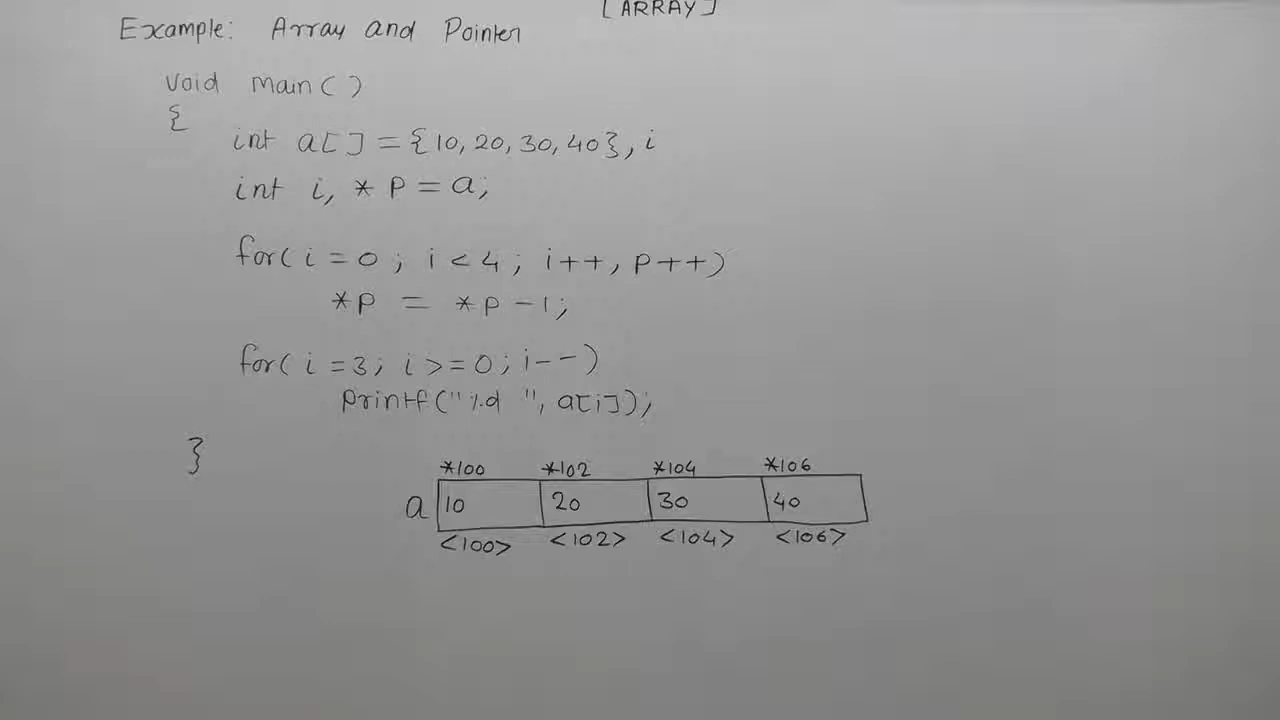 [ARRAY]
Example: Array and Pointer
void main()
{
int a[] = {10, 20, 30, 40}, i
int i, *p = a;
for(i = 0; i < 4; i++, p++)
*p = *p - 1;
for(i = 3; i >= 0; i--)
printf("%d ", a[i]);
}
*100 *102 *104 *106
a 10 20 30 40
<100> <102> <104> <106>